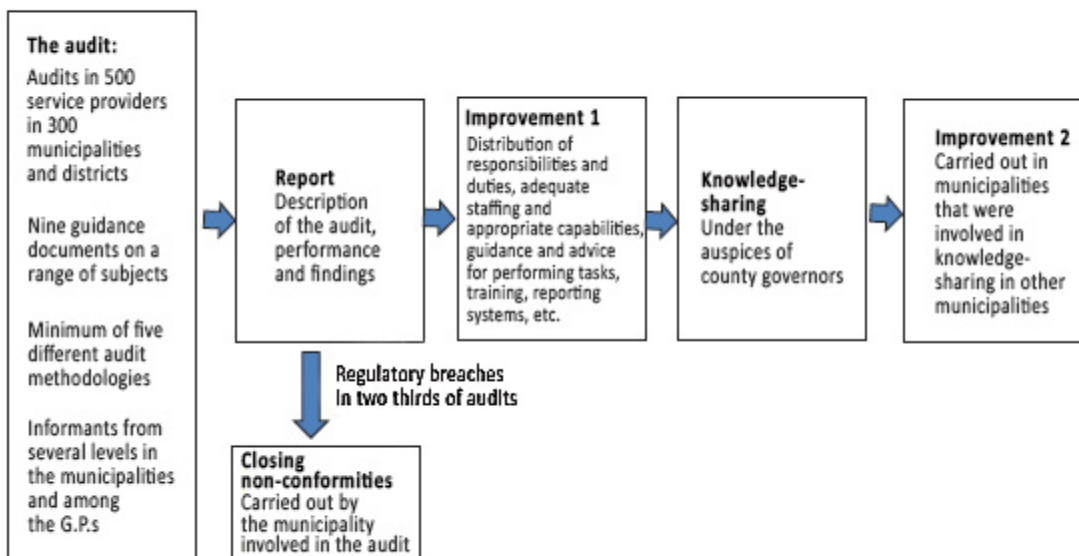 The audit:
Audits in 500
service providers
in 300
municipalities
and districts
Nine guidance
documents on a
range of subjects
Minimum of five
different audit
methodologies
Informants from
several levels in
the municipalities
and among
the G.P.s
Report
Description
of the audit,
performance
and findings
Improvement 1
Distribution of
responsibilities and
duties, adequate
staffing and
appropriate capabilities,
guidance and advice
for performing tasks,
training, reporting
systems, etc.
Knowledge-
sharing
Under the
auspices of
county governors
Improvement 2
Carried out in
municipalities
that were
involved in
knowledge-
sharing in other
municipalities
Regulatory breaches
in two thirds of audits
Closing
non-conformities
Carried out by
the municipality
involved in the audit